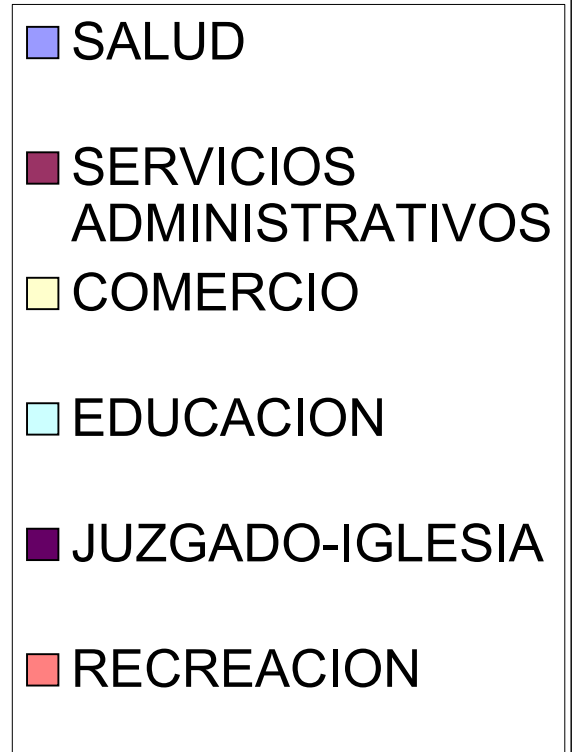 SALUD
SERVICIOS
ADMINISTRATIVOS
COMERCIO
EDUCACION
JUZGADO-IGLESIA
RECREACION